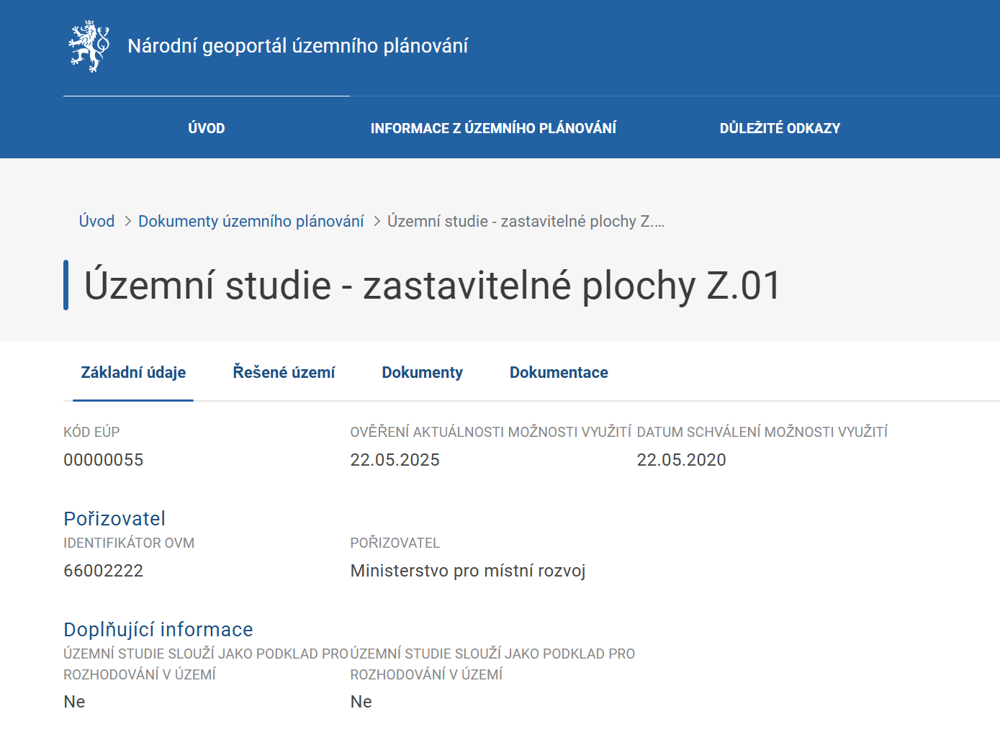 Národní geoportál územního plánování
ÚVOD
INFORMACE Z ÚZEMNÍHO PLÁNOVÁNÍ
DŮLEŽITÉ ODKAZY
Úvod > Dokumenty územního plánování > Územní studie - zastavitelné plochy Z....
Územní studie - zastavitelné plochy Z.01
Základní údaje
Řešené území
Dokumenty
Dokumentace
KÓD EÚP
00000055
OVĚŘENÍ AKTUÁLNOSTI MOŽNOSTI VYUŽITÍ
22.05.2025
DATUM SCHVÁLENÍ MOŽNOSTI VYUŽITÍ
22.05.2020
Pořizovatel
IDENTIFIKÁTOR OVM
66002222
POŘIZOVATEL
Ministerstvo pro místní rozvoj
Doplňující informace
ÚZEMNÍ STUDIE SLOUŽÍ JAKO PODKLAD PRO
ROZHODOVÁNÍ V ÚZEMÍ
Ne
ÚZEMNÍ STUDIE SLOUŽÍ JAKO PODKLAD PRO
ROZHODOVÁNÍ V ÚZEMÍ
Ne